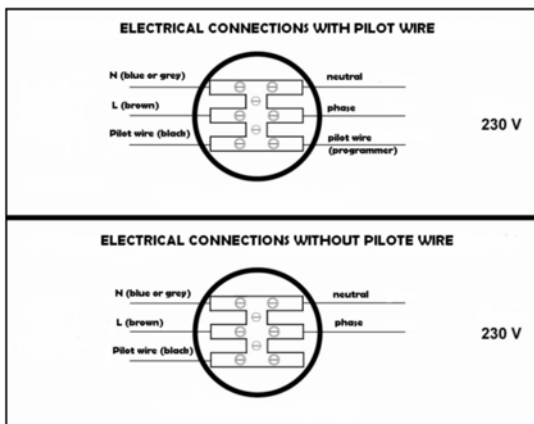 ELECTRICAL CONNECTIONS WITH PILOT WIRE
N (blue or grey)
neutral
L (brown)
phase
230 V
Pilot wire (black)
pilot wire
(programmer)
ELECTRICAL CONNECTIONS WITHOUT PILOTE WIRE
N (blue or grey)
neutral
L (brown)
phase
230 V
Pilot wire (black)